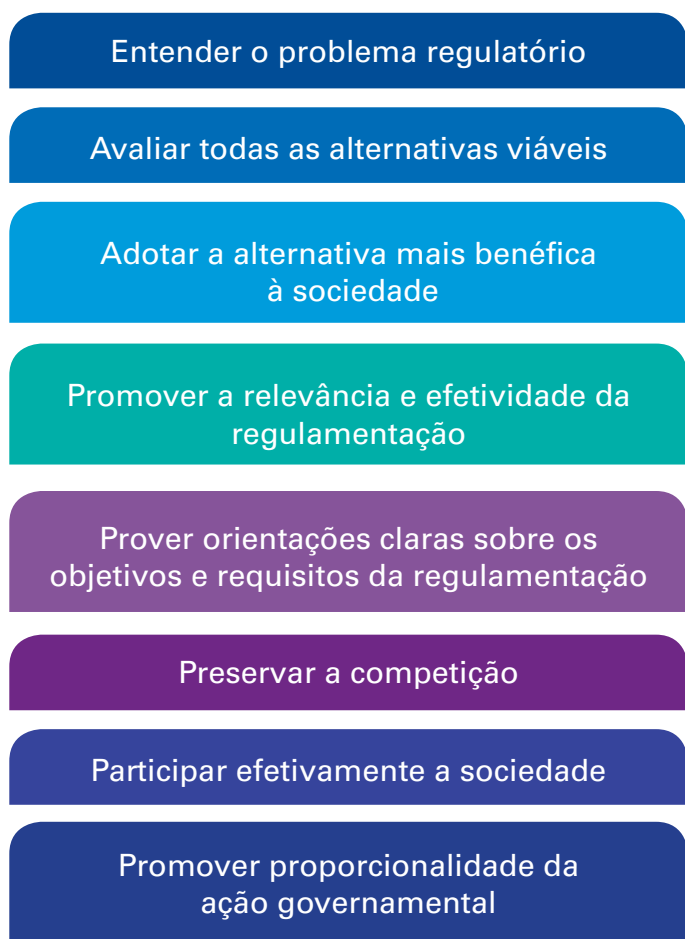 Entender o problema regulatório
Avaliar todas as alternativas viáveis
Adotar a alternativa mais benéfica
à sociedade
Promover a relevância e efetividade da
regulamentação
Prover orientações claras sobre os
objetivos e requisitos da regulamentação
Preservar a competição
Participar efetivamente a sociedade
Promover proporcionalidade da
ação governamental